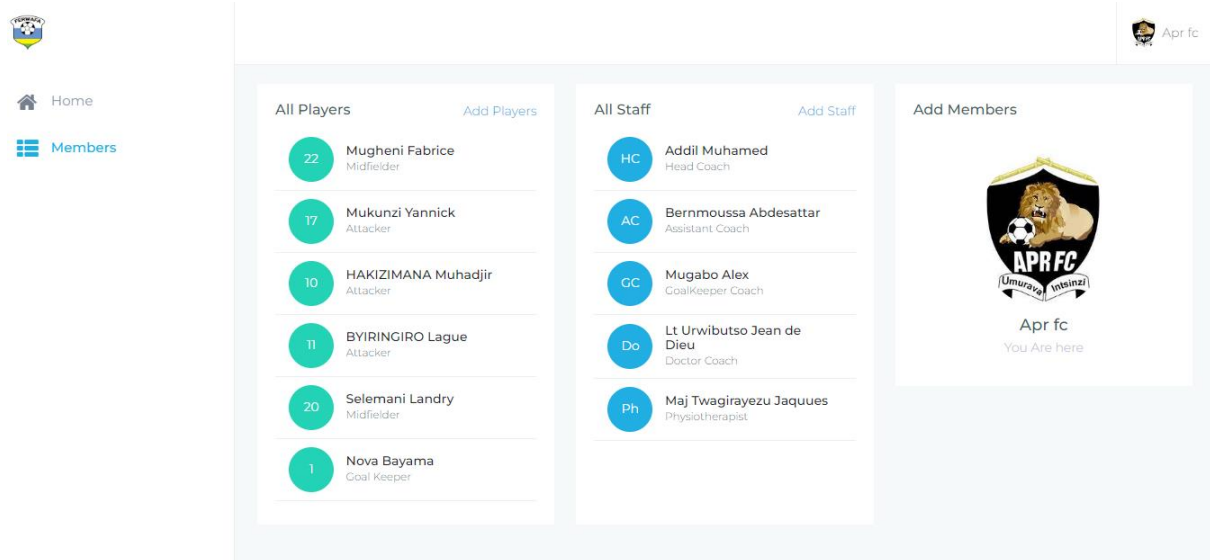 FERWAFA
Apr fc
Home
Members
All Players
Add Players
22
Mugheni Fabrice
Midfielder
17
Mukunzi Yannick
Attacker
10
HAKIZIMANA Muhadjir
Attacker
11
BYIRINGIRO Lague
Attacker
20
Selemani Landry
Midfielder
1
Nova Bayama
Goal Keeper
All Staff
Add Staff
HC
Addil Muhamed
Head Coach
AC
Bernmoussa Abdesattar
Assistant Coach
GC
Mugabo Alex
GoalKeeper Coach
Do
Lt Urwibutso Jean de
Dieu
Doctor Coach
Ph
Maj Twagirayezu Jaquues
Physiotherapist
Add Members
APR FC
Umurava Intsinzi
Apr fc
You Are here